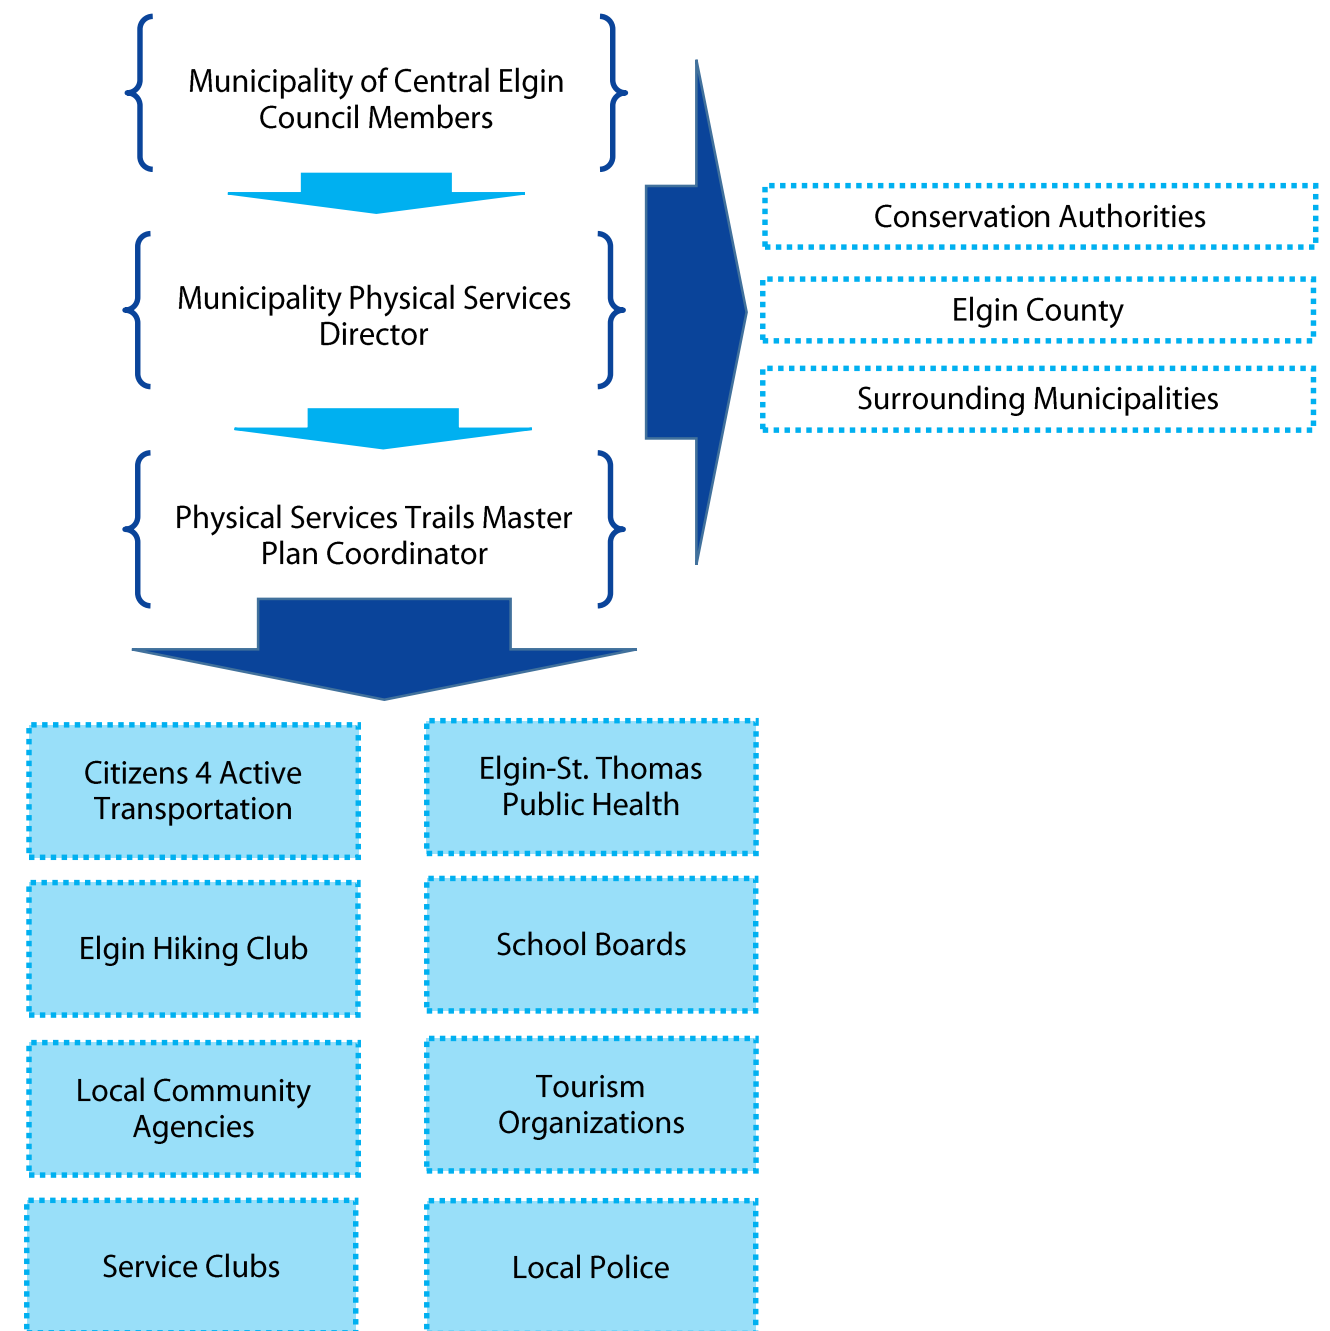 Municipality of Central Elgin
Council Members
Municipality Physical Services
Director
Physical Services Trails Master
Plan Coordinator
Conservation Authorities
Elgin County
Surrounding Municipalities
Citizens 4 Active
Transportation
Elgin-St. Thomas
Public Health
Elgin Hiking Club
School Boards
Local Community
Agencies
Tourism
Organizations
Service Clubs
Local Police